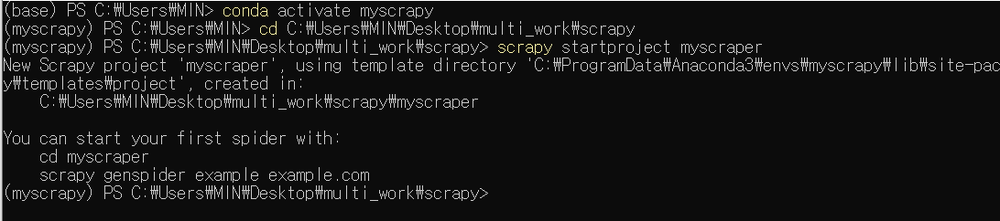 (base) PS C:₩Users₩MIN> conda activate myscrapy
(myscrapy) PS C:₩Users₩MIN> cd C:₩Users₩MIN₩Desktop₩multi_work₩scrapy
(myscrapy) PS C:₩Users₩MIN₩Desktop₩multi_work₩scrapy> scrapy startproject myscraper
New Scrapy project 'myscraper', using template directory 'C:₩ProgramData₩Anaconda3₩envs₩myscrapy₩lib₩site-pac
y₩templates₩project', created in:
    C:₩Users₩MIN₩Desktop₩multi_work₩scrapy₩myscraper

You can start your first spider with:
    cd myscraper
    scrapy genspider example example.com
(myscrapy) PS C:₩Users₩MIN₩Desktop₩multi_work₩scrapy>